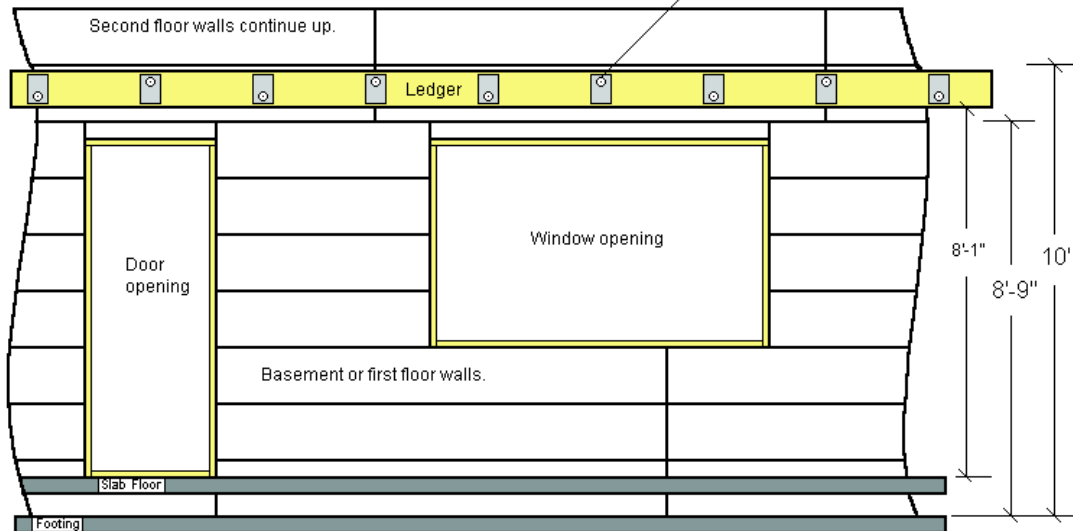 Second floor walls continue up.
Ledger
Window opening
Door
opening
8'-1"
10'
8'-9"
Basement or first floor walls.
Slab Floor
Footing